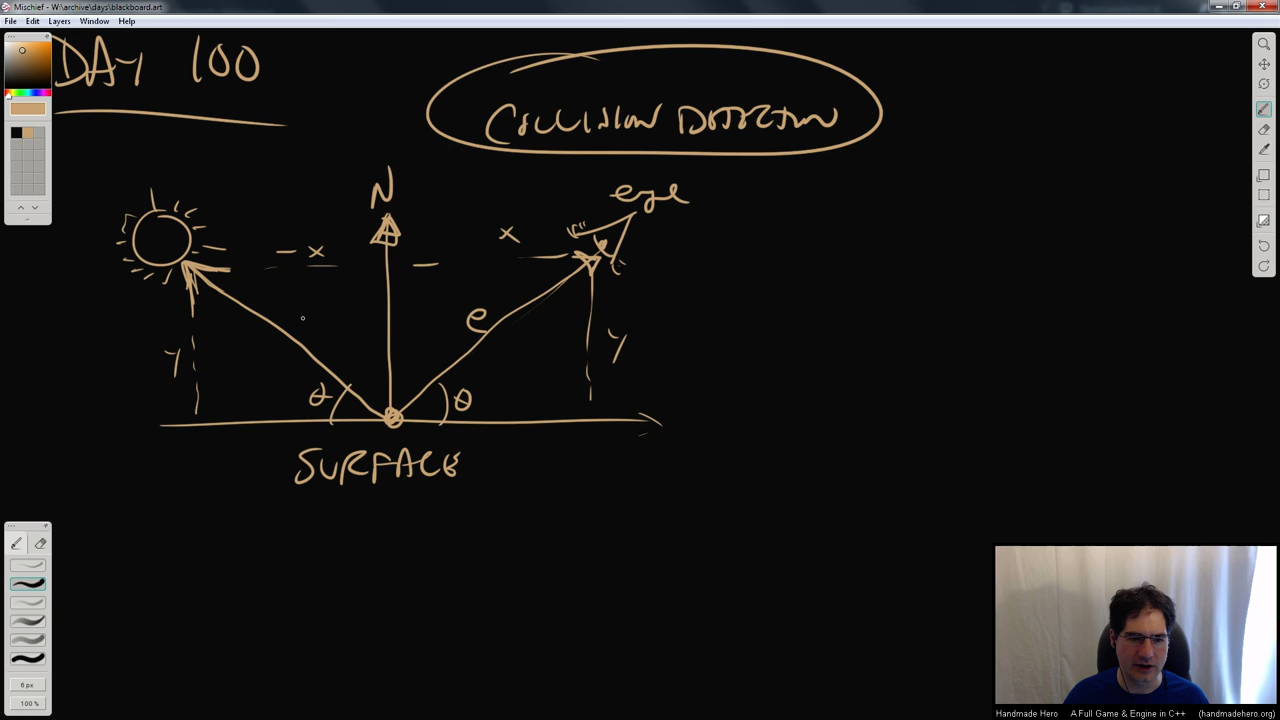 Mischief - W:\archive\days\blackboard.art
File Edit Layers Window Help
DAY 100
COLLISION DETECTION
N
eye
- x
x
e
y
y
θ
θ
SURFACE
6 px
100 %
Handmade Hero A Full Game & Engine in C++ (handmadehero.org)